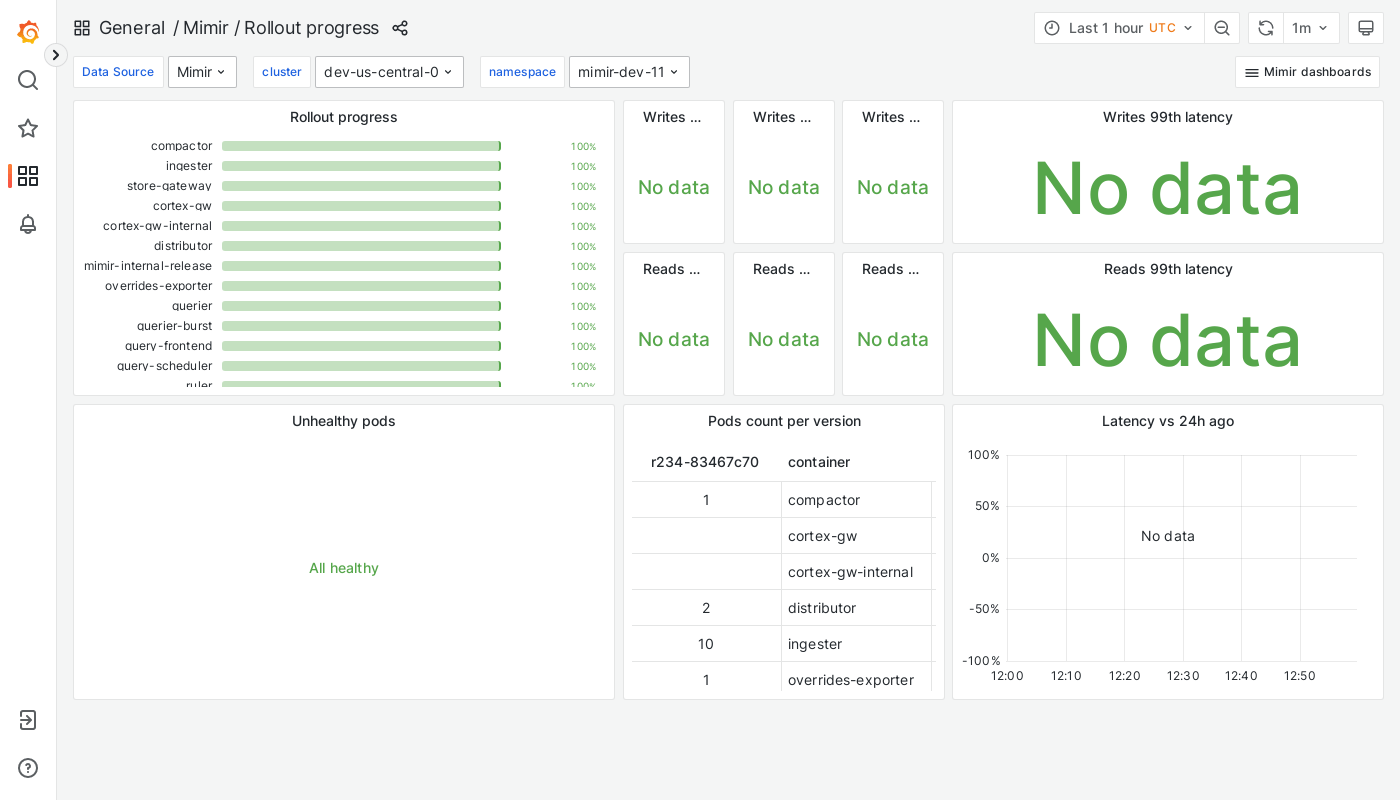 General / Mimir / Rollout progress
Last 1 hour UTC
1m
Data Source Mimir
cluster dev-us-central-0
namespace mimir-dev-11
Mimir dashboards
Rollout progress
compactor 100%
ingester 100%
store-gateway 100%
cortex-gw 100%
cortex-gw-internal 100%
distributor 100%
mimir-internal-release 100%
overrides-exporter 100%
querier 100%
querier-burst 100%
query-frontend 100%
query-scheduler 100%
ruler 100%
Writes ...
No data
Writes ...
No data
Writes ...
No data
Writes 99th latency
No data
Reads ...
No data
Reads ...
No data
Reads ...
No data
Reads 99th latency
No data
Unhealthy pods
All healthy
Pods count per version
r234-83467c70 container
1 compactor
cortex-gw
cortex-gw-internal
2 distributor
10 ingester
1 overrides-exporter
Latency vs 24h ago
100%
50%
0%
-50%
-100%
No data
12:00 12:10 12:20 12:30 12:40 12:50